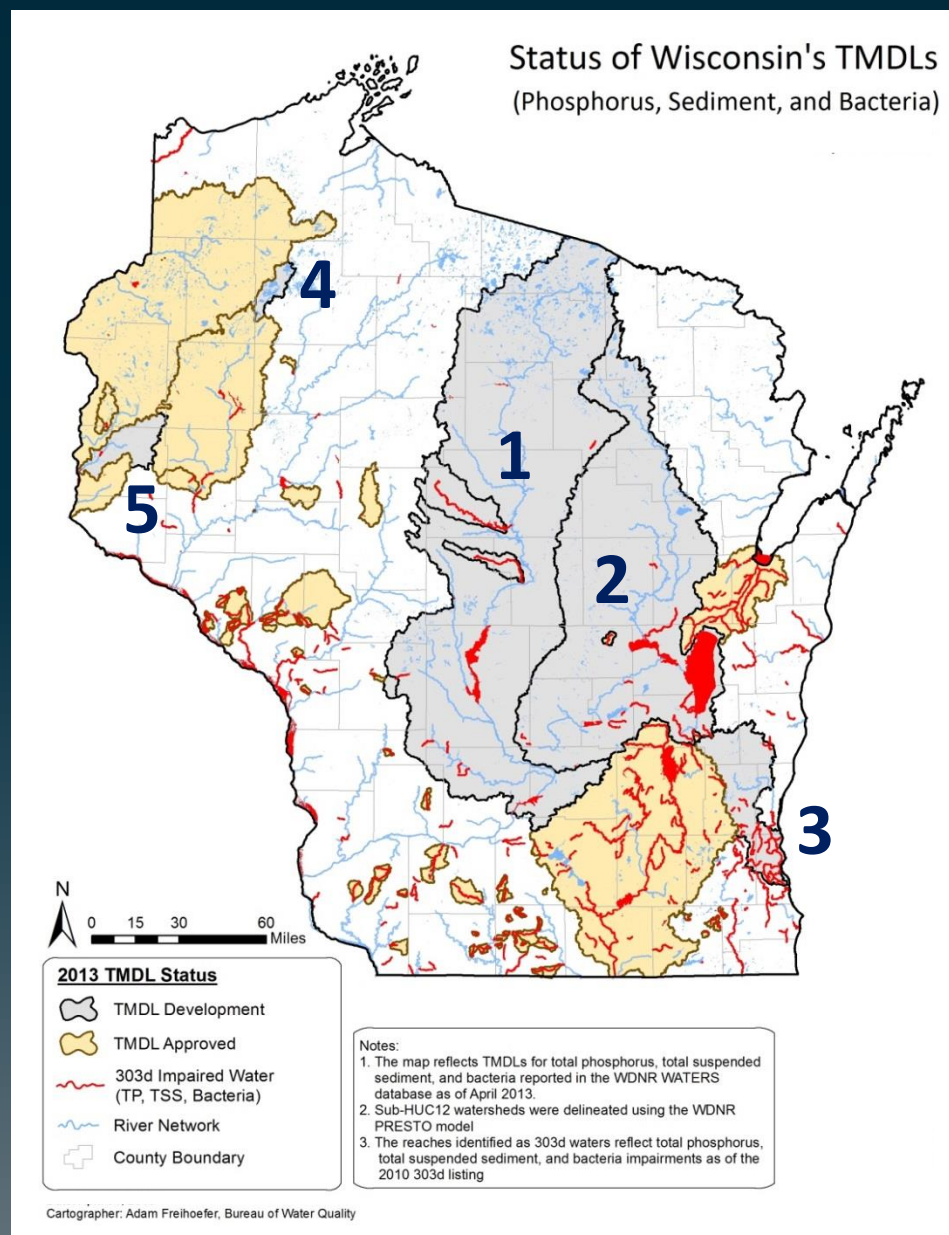 Status of Wisconsin's TMDLs
(Phosphorus, Sediment, and Bacteria)
4
1
5
2
3
N
0 15 30 60
Miles
2013 TMDL Status
TMDL Development
TMDL Approved
303d Impaired Water
(TP, TSS, Bacteria)
River Network
County Boundary
Notes:
1. The map reflects TMDLs for total phosphorus, total suspended
sediment, and bacteria reported in the WDNR WATERS
database as of April 2013.
2. Sub-HUC12 watersheds were delineated using the WDNR
PRESTO model
3. The reaches identified as 303d waters reflect total phosphorus,
total suspended sediment, and bacteria impairments as of the
2010 303d listing
Cartographer: Adam Freihoefer, Bureau of Water Quality